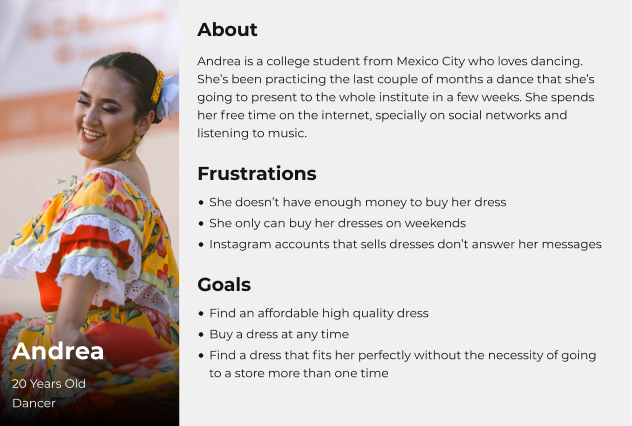 About
Andrea is a college student from Mexico City who loves dancing.
She's been practicing the last couple of months a dance that she's
going to present to the whole institute in a few weeks. She spends
her free time on the internet, specially on social networks and
listening to music.
Frustrations
• She doesn't have enough money to buy her dress
• She only can buy her dresses on weekends
• Instagram accounts that sells dresses don't answer her messages
Goals
• Find an affordable high quality dress
• Buy a dress at any time
• Find a dress that fits her perfectly without the necessity of going
to a store more than one time
Andrea
20 Years Old
Dancer